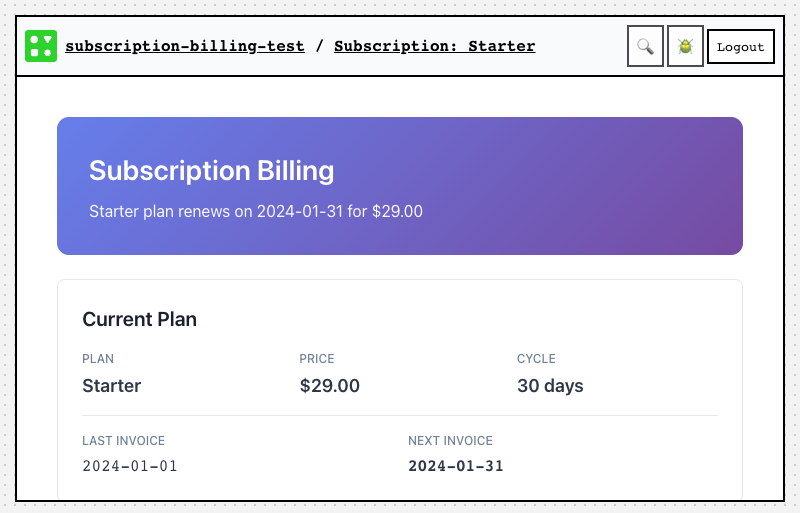 subscription-billing-test / Subscription: Starter
Logout
Subscription Billing
Starter plan renews on 2024-01-31 for $29.00
Current Plan
PLAN PRICE CYCLE
Starter $29.00 30 days
LAST INVOICE NEXT INVOICE
2024-01-01 2024-01-31